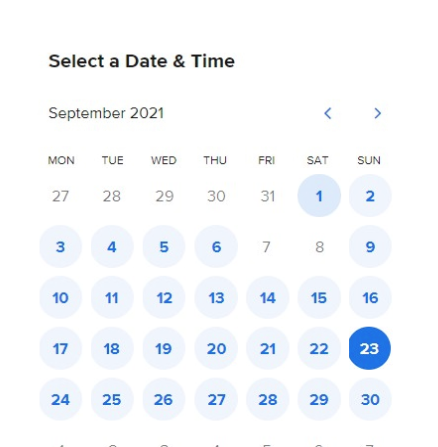 Select a Date & Time
September 2021
MON TUE WED THU FRI SAT SUN
27 28 29 30 31 1 2
3 4 5 6 7 8 9
10 11 12 13 14 15 16
17 18 19 20 21 22 23
24 25 26 27 28 29 30